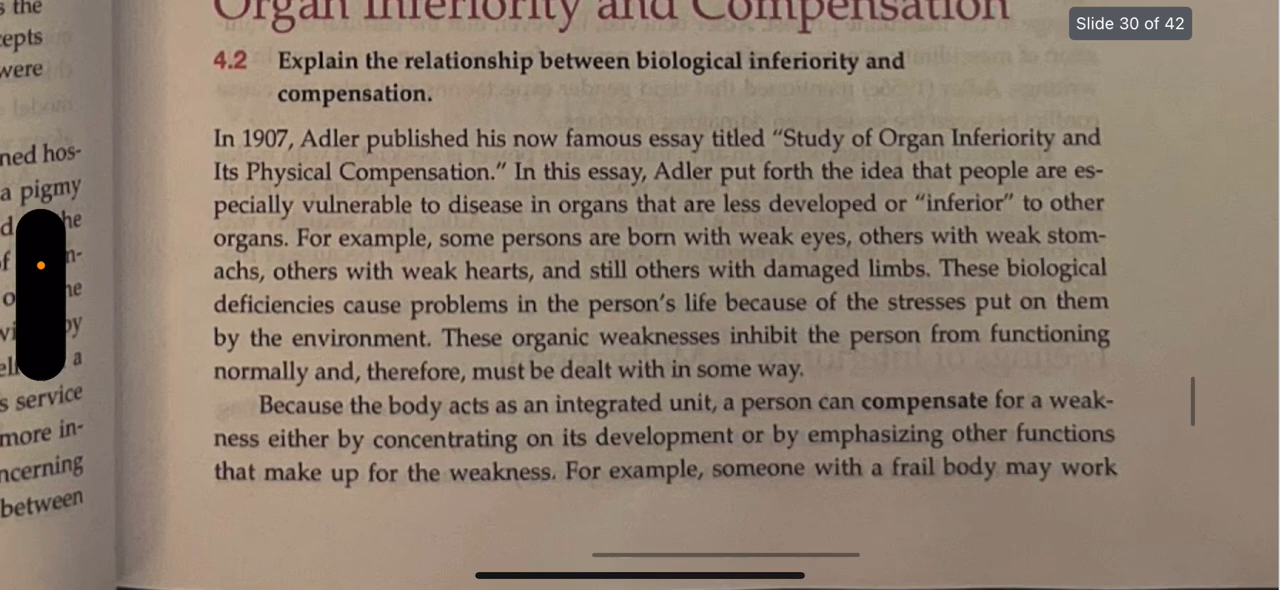 the
were
hos-
a pigmy
a
service
more in-
between
Slide 30 of 42
Organ Inferiority and Compensation
4.2 Explain the relationship between biological inferiority and
compensation.
In 1907, Adler published his now famous essay titled “Study of Organ Inferiority and
Its Physical Compensation.” In this essay, Adler put forth the idea that people are es-
pecially vulnerable to disease in organs that are less developed or “inferior” to other
organs. For example, some persons are born with weak eyes, others with weak stom-
achs, others with weak hearts, and still others with damaged limbs. These biological
deficiencies cause problems in the person’s life because of the stresses put on them
by the environment. These organic weaknesses inhibit the person from functioning
normally and, therefore, must be dealt with in some way.
Because the body acts as an integrated unit, a person can compensate for a weak-
ness either by concentrating on its development or by emphasizing other functions
that make up for the weakness. For example, someone with a frail body may work